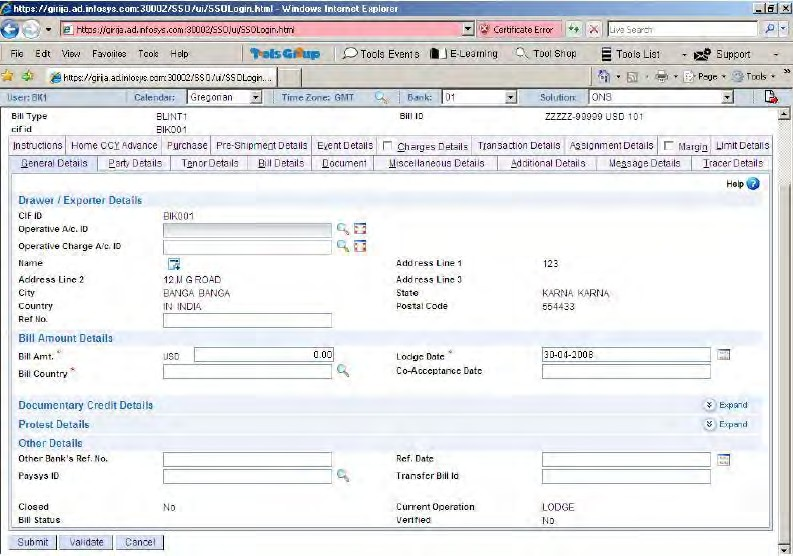 https://girija.ad.infosys.com:30002/SSO/ui/SSOLogin.html - Windows Internet Explorer
https://girija.ad.infosys.com:30002/SSO/ui/SSOLogin.html Certificate Error Live Search
File Edit View Favorites Tools Help Tools Group Tools Events E-Learning Tool Shop Tools List Support
https://girija.ad.infosys.com:30002/SSO/ui/SSOLogin.... Page Tools
User: BK1 Calendar: Gregorian Time Zone: GMT Bank: 01 Solution: ONS
Bill Type BLINT1 Bill ID ZZZZZ-99999 USD 101
cif id BIK001
Instructions Home CCY Advance Purchase Pre-Shipment Details Event Details Charges Details Transaction Details Assignment Details Margin Limit Details
General Details Party Details Tenor Details Bill Details Document Miscellaneous Details Additional Details Message Details Tracer Details
Help ?
Drawer / Exporter Details
CIF ID BIK001
Operative A/c. ID
Operative Charge A/c. ID
Name Address Line 1 123
Address Line 2 12,M G ROAD Address Line 3
City BANGA BANGA State KARNA KARNA
Country IN INDIA Postal Code 554433
Ref No.
Bill Amount Details
Bill Amt. * USD 0.00 Lodge Date * 30-04-2008
Bill Country * Co-Acceptance Date
Documentary Credit Details Expand
Protest Details Expand
Other Details
Other Bank's Ref. No. Ref. Date
Paysys ID Transfer Bill Id
Closed No Current Operation LODGE
Bill Status Verified No
Submit Validate Cancel